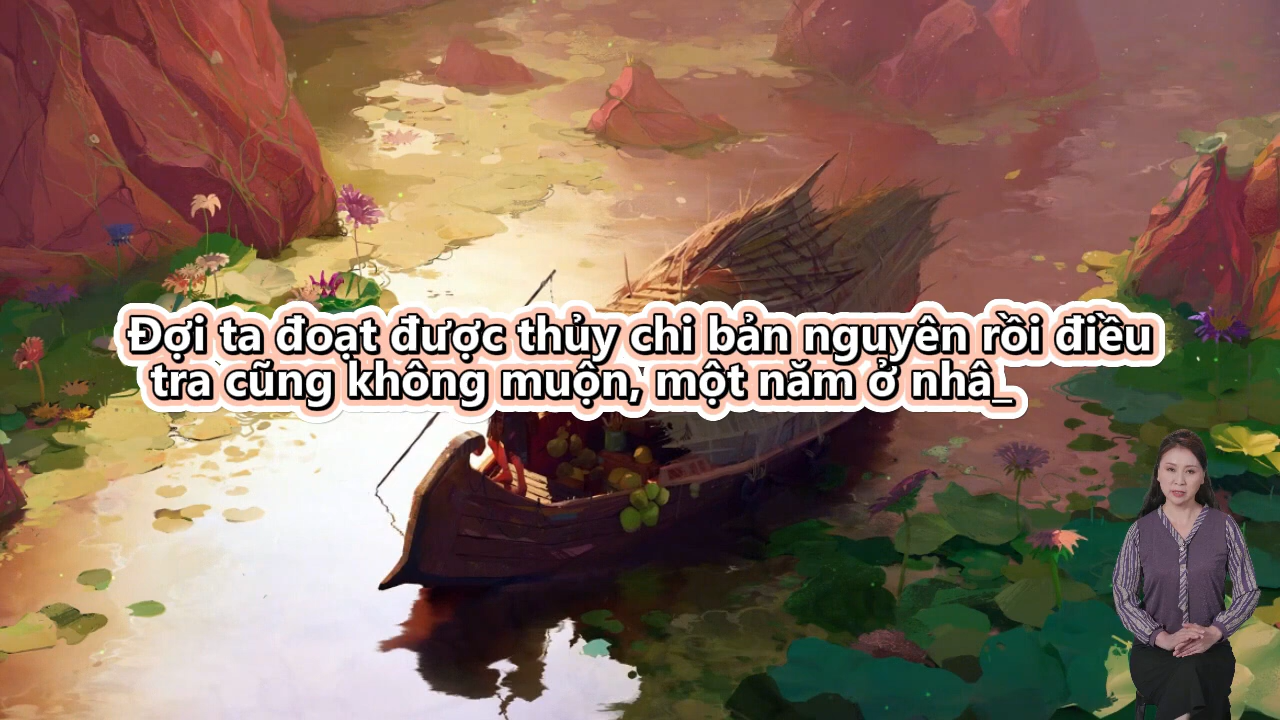 Đợi ta đoạt được thủy chi bản nguyên rồi điều
tra cũng không muộn, một năm ở nhâ_